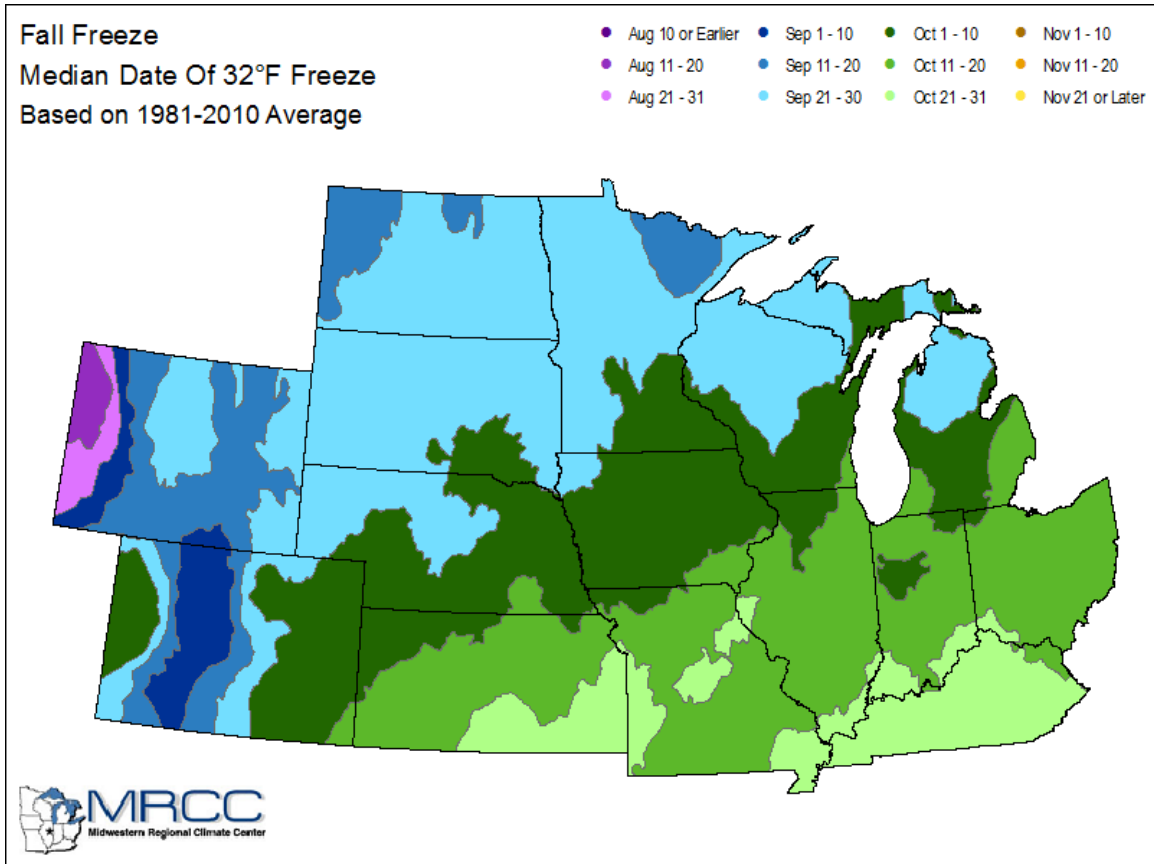 Fall Freeze
Median Date Of 32°F Freeze
Based on 1981-2010 Average
Aug 10 or Earlier
Aug 11 - 20
Aug 21 - 31
Sep 1 - 10
Sep 11 - 20
Sep 21 - 30
Oct 1 - 10
Oct 11 - 20
Oct 21 - 31
Nov 1 - 10
Nov 11 - 20
Nov 21 or Later
MRCC
Midwestern Regional Climate Center